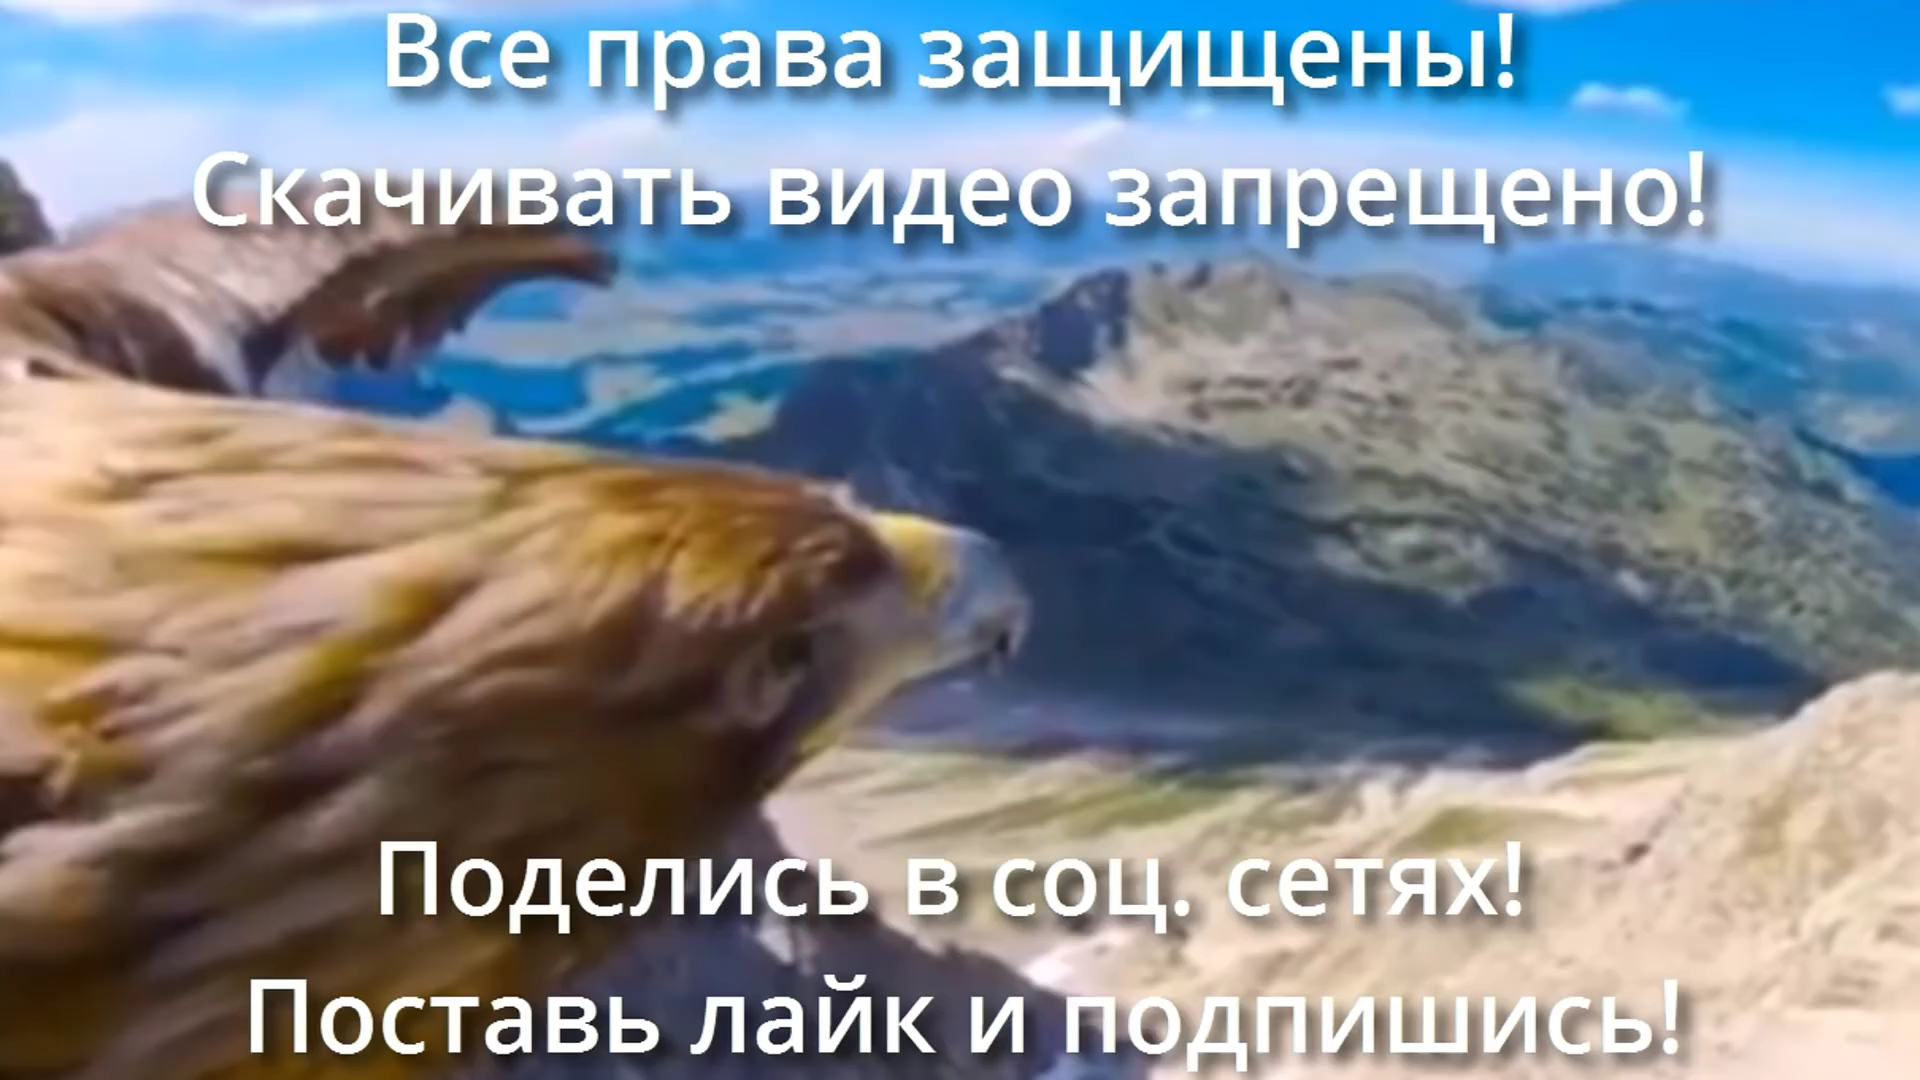 Все права защищены!
Скачивать видео запрещено!
Поделись в соц. сетях!
Поставь лайк и подпишись!